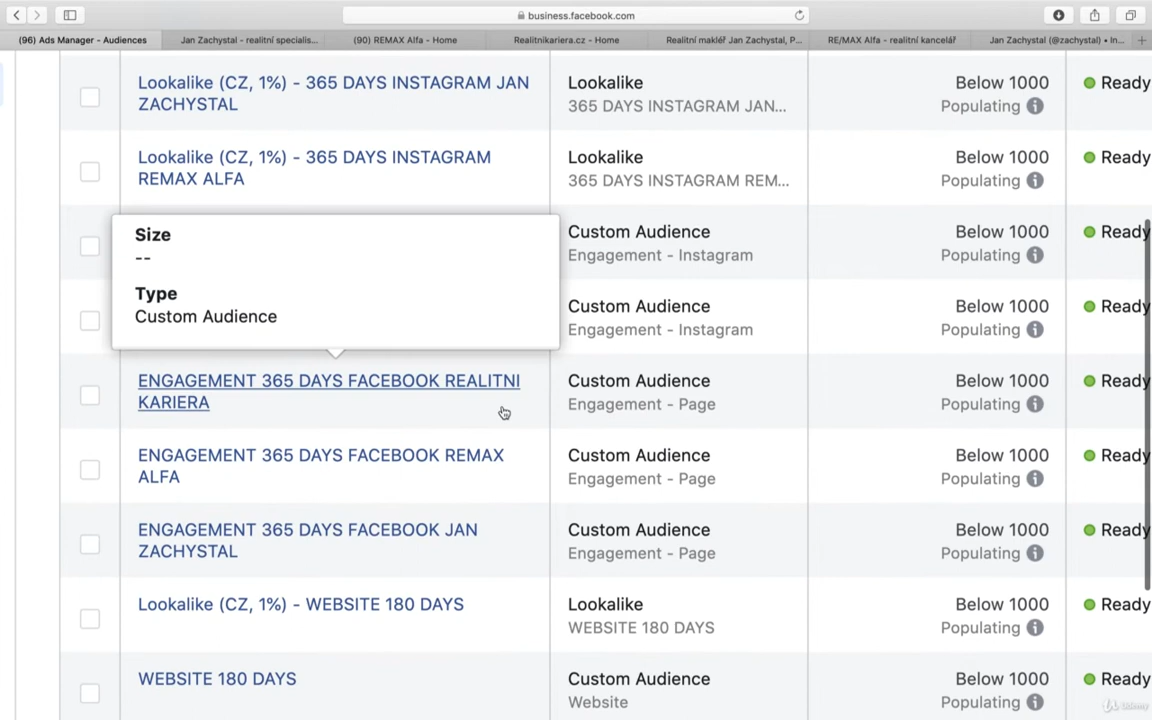 business.facebook.com
(96) Ads Manager - Audiences
Jan Zachystal - realitní specialis...
(90) REMAX Alfa - Home
Realitnikariera.cz - Home
Realitní makléř Jan Zachystal, P...
RE/MAX Alfa - realitní kancelář
Jan Zachystal (@zachystal) • In...
Lookalike (CZ, 1%) - 365 DAYS INSTAGRAM JAN
ZACHYSTAL
Lookalike
365 DAYS INSTAGRAM JAN...
Below 1000
Populating
Ready
Lookalike (CZ, 1%) - 365 DAYS INSTAGRAM
REMAX ALFA
Lookalike
365 DAYS INSTAGRAM REM...
Below 1000
Populating
Ready
Size
--
Type
Custom Audience
Custom Audience
Engagement - Instagram
Below 1000
Populating
Ready
Custom Audience
Engagement - Instagram
Below 1000
Populating
Ready
ENGAGEMENT 365 DAYS FACEBOOK REALITNI
KARIERA
Custom Audience
Engagement - Page
Below 1000
Populating
Ready
ENGAGEMENT 365 DAYS FACEBOOK REMAX
ALFA
Custom Audience
Engagement - Page
Below 1000
Populating
Ready
ENGAGEMENT 365 DAYS FACEBOOK JAN
ZACHYSTAL
Custom Audience
Engagement - Page
Below 1000
Populating
Ready
Lookalike (CZ, 1%) - WEBSITE 180 DAYS
Lookalike
WEBSITE 180 DAYS
Below 1000
Populating
Ready
WEBSITE 180 DAYS
Custom Audience
Website
Below 1000
Populating
Ready
Udemy